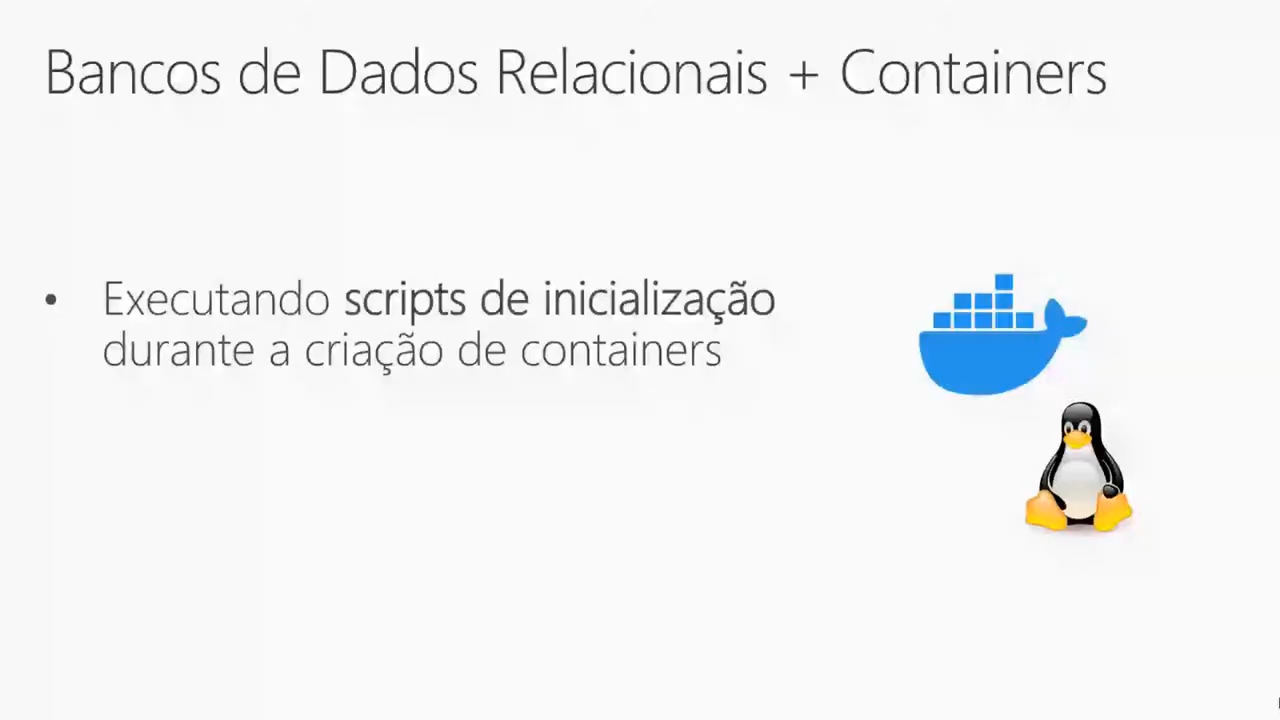 Bancos de Dados Relacionais + Containers
• Executando scripts de inicialização
durante a criação de containers